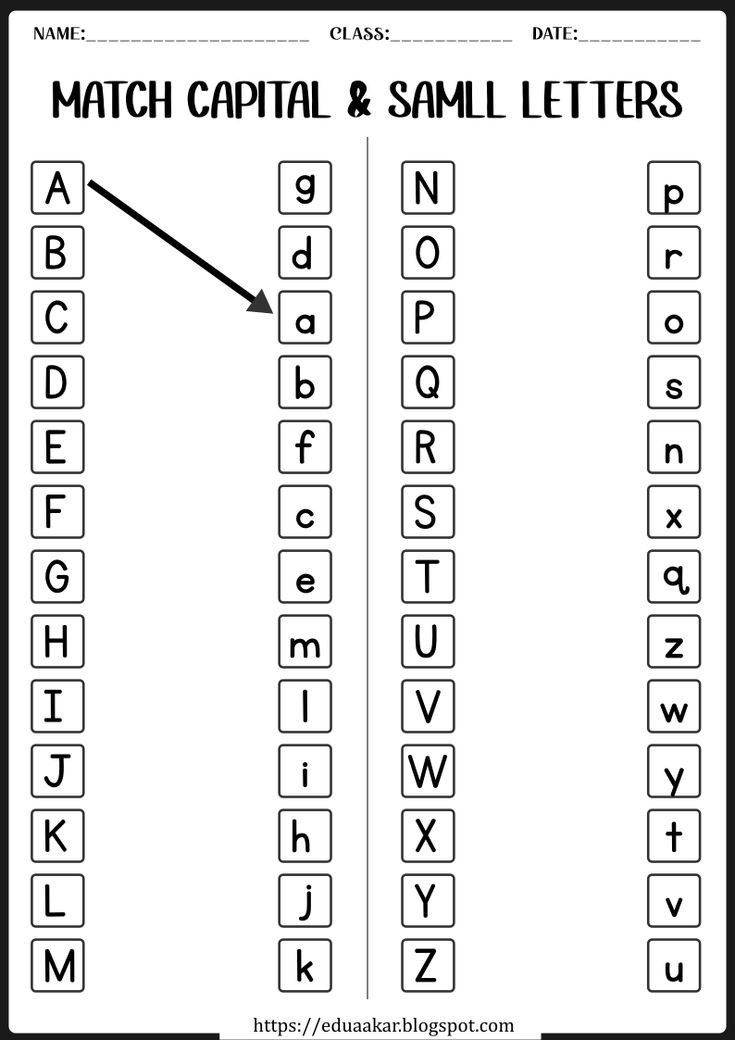 NAME:____________________ CLASS:___________ DATE:___________
MATCH CAPITAL & SAMLL LETTERS
A g N p
B d O r
C a P o
D b Q s
E f R n
F c S x
G e T q
H m U z
I l V w
J i W y
K h X t
L j Y v
M k Z u
https://eduaakar.blogspot.com